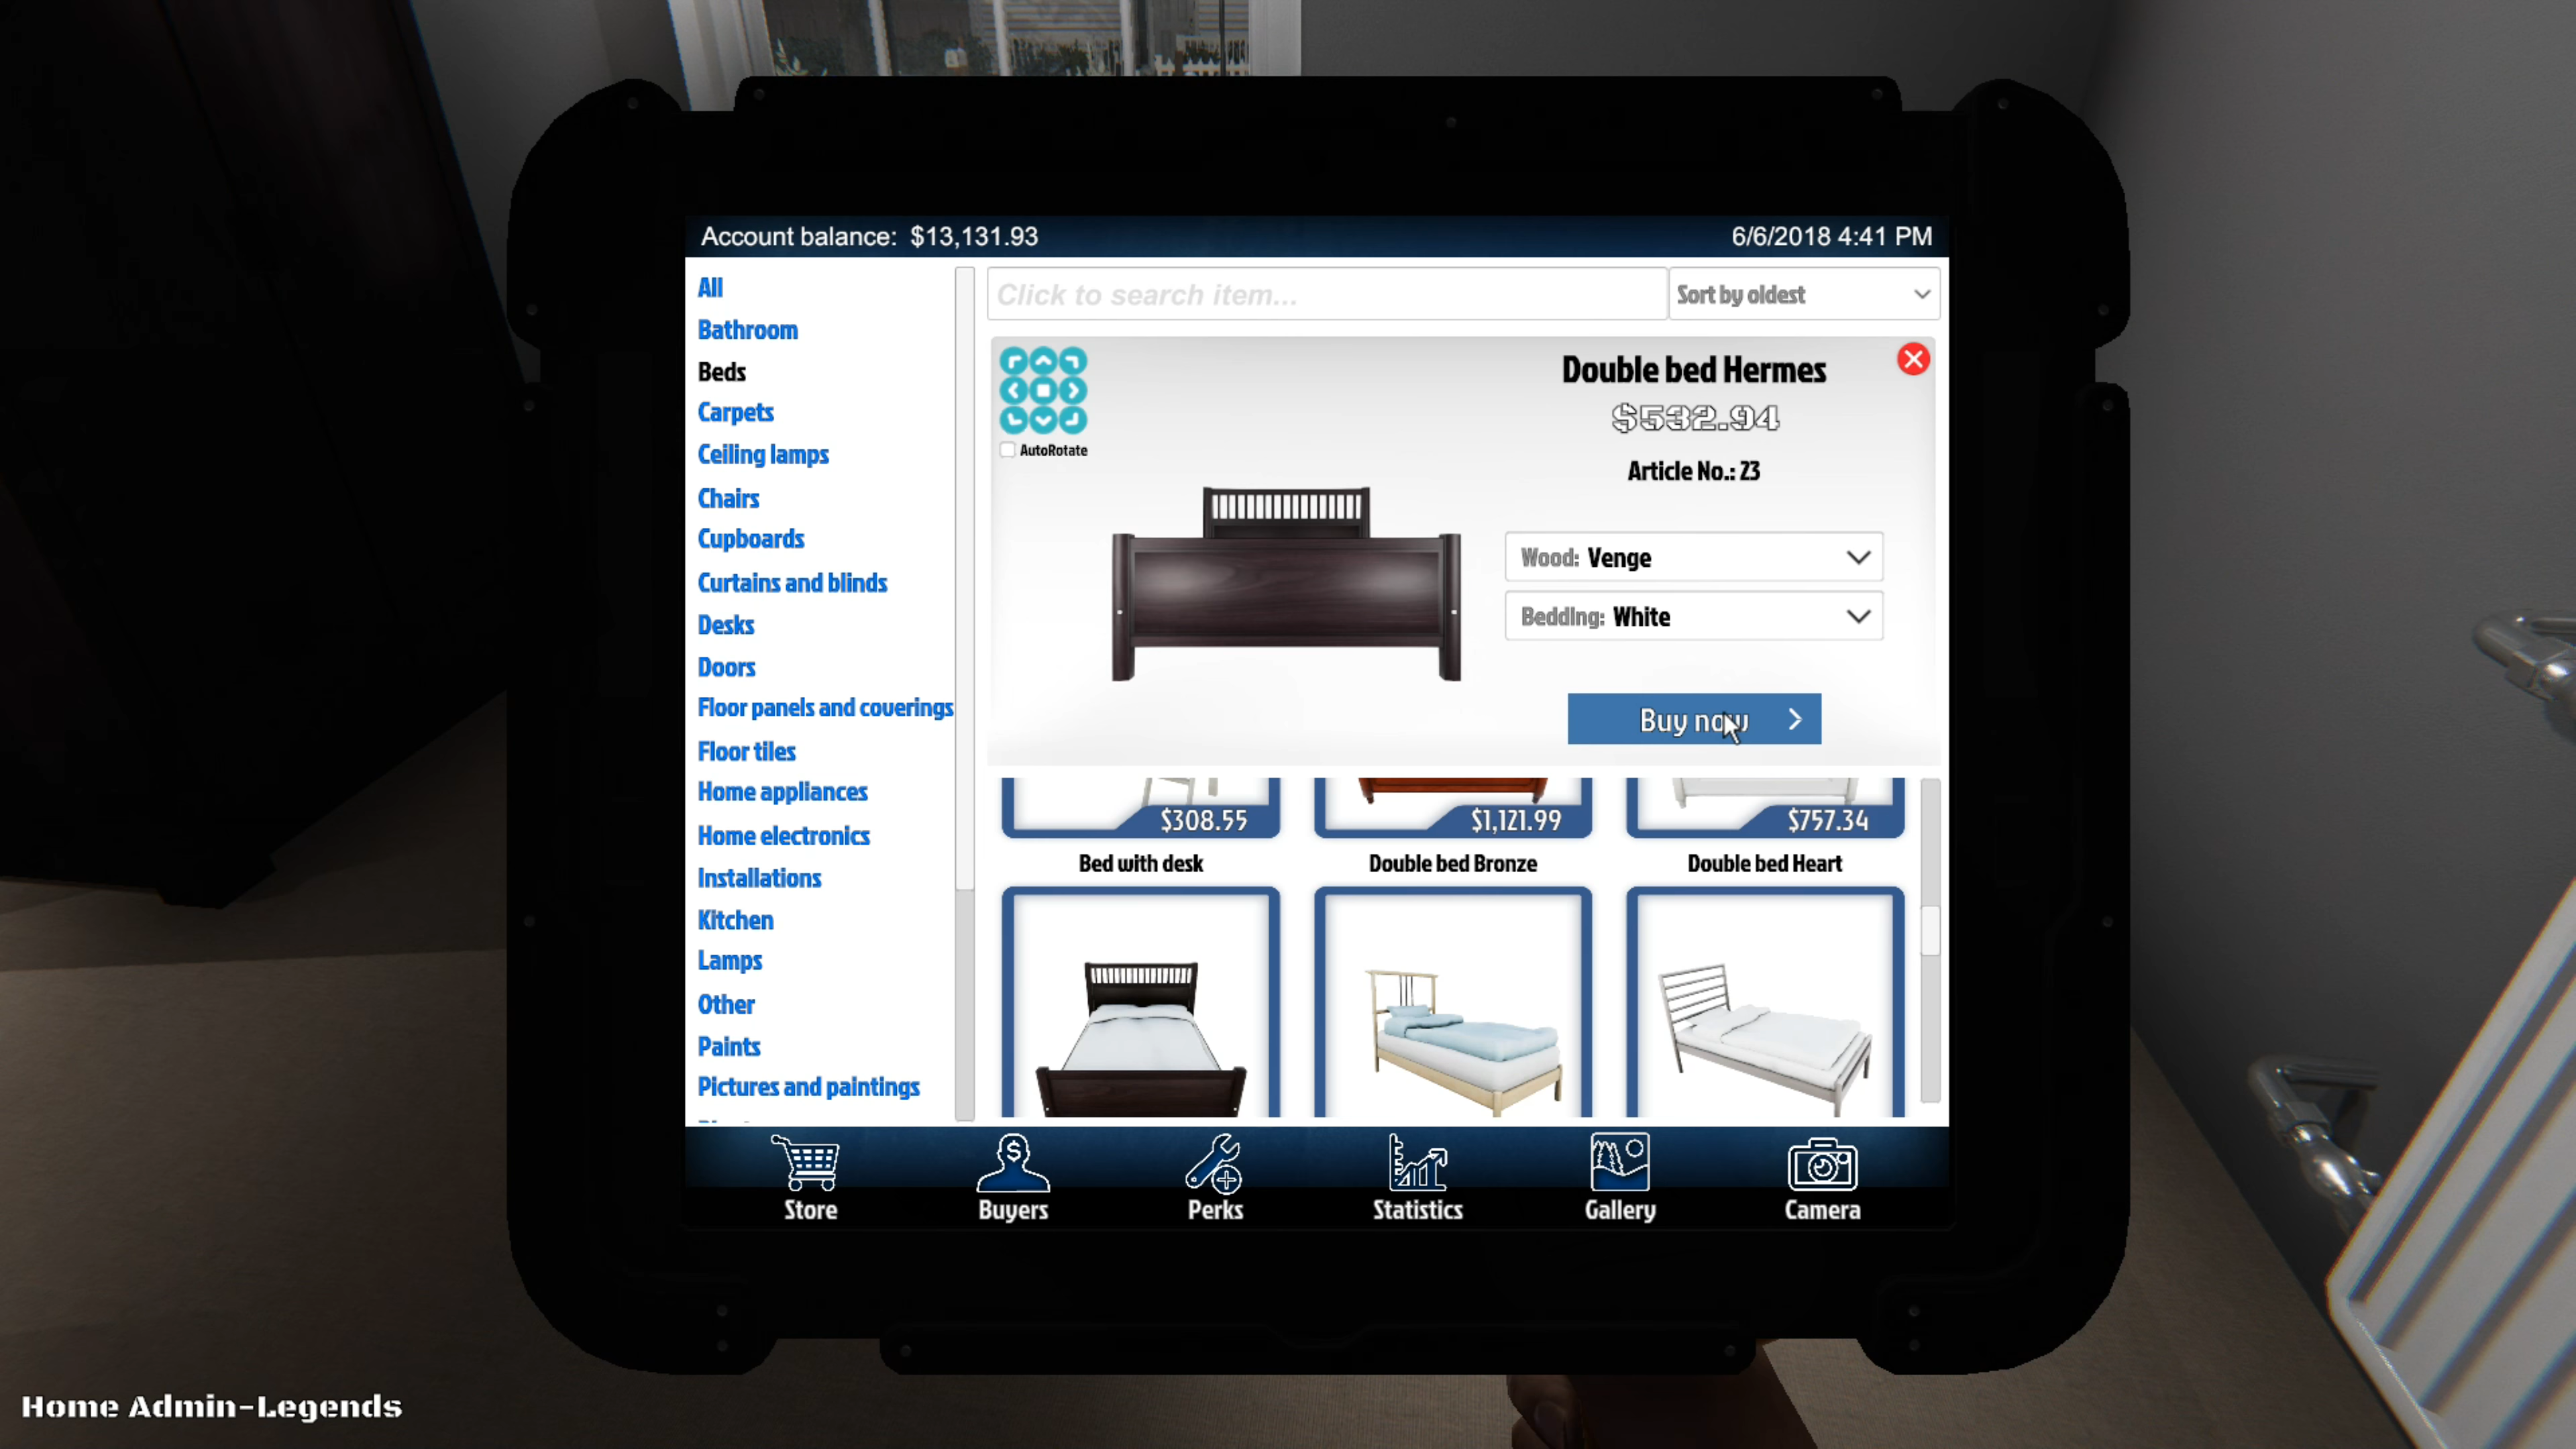 Account balance: $13,131.93
6/6/2018 4:41 PM
All
Bathroom
Beds
Carpets
Ceiling lamps
Chairs
Cupboards
Curtains and blinds
Desks
Doors
Floor panels and coverings
Floor tiles
Home appliances
Home electronics
Installations
Kitchen
Lamps
Other
Paints
Pictures and paintings
Click to search item...
Sort by oldest
AutoRotate
Double bed Hermes
$532.94
Article No.: 23
Wood: Venge
Bedding: White
Buy now
$308.55
$1,121.99
$757.34
Bed with desk
Double bed Bronze
Double bed Heart
Store
Buyers
Perks
Statistics
Gallery
Camera
Home Admin-Legends